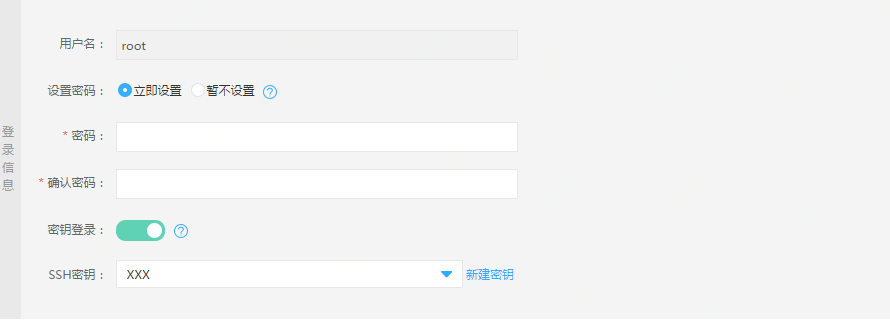 登录信息
用户名：
root
设置密码：
立即设置
暂不设置
?
* 密码：
* 确认密码：
密钥登录：
?
SSH密钥：
XXX
新建密钥